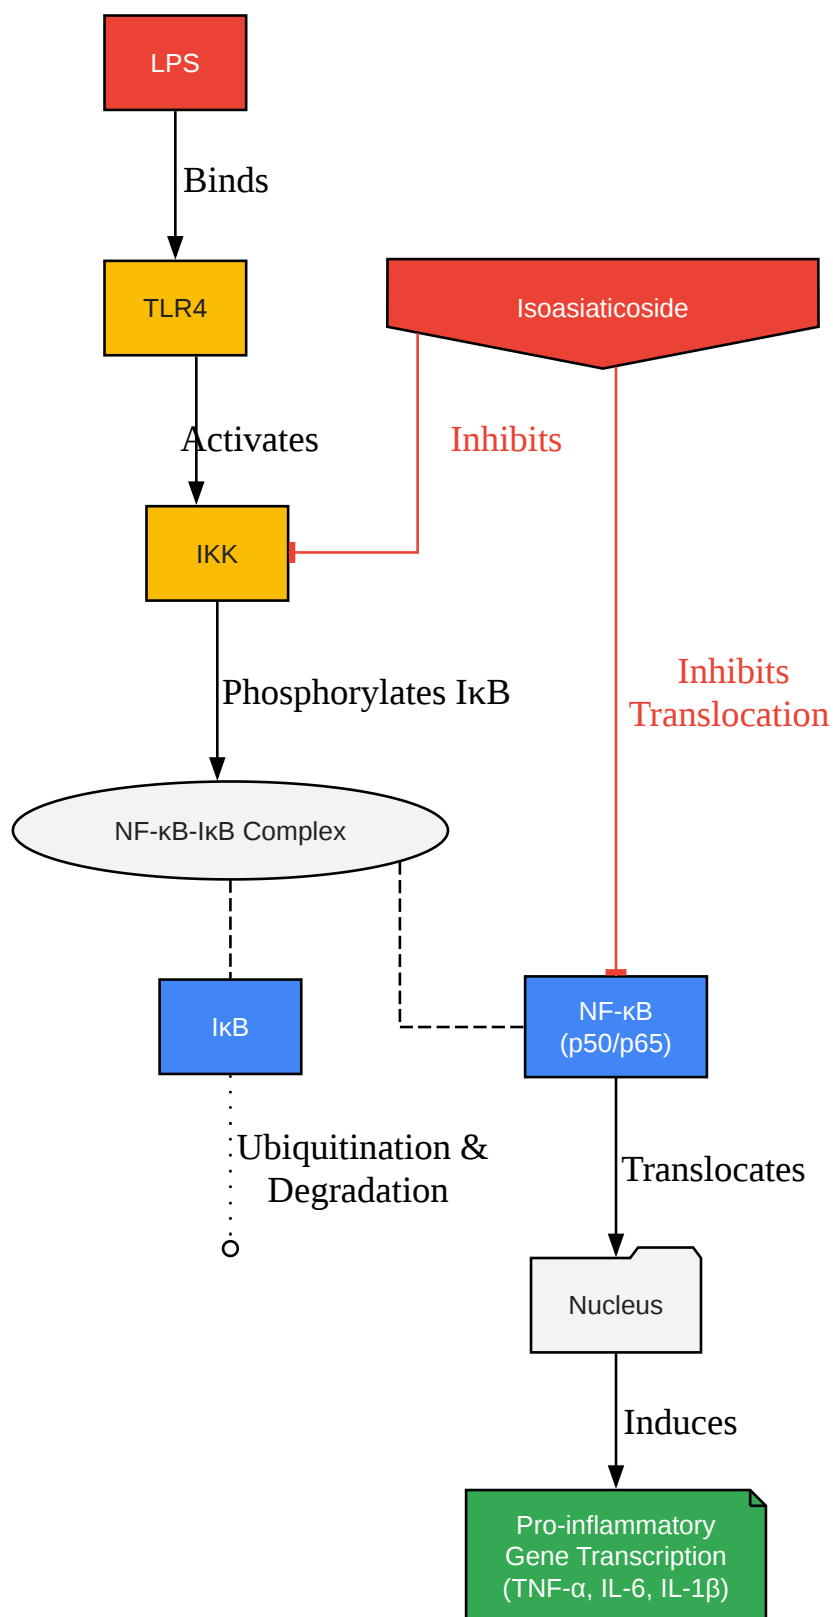 LPS
Binds
TLR4
Isoasiaticoside
Activates
Inhibits
IKK
Inhibits
Translocation
Phosphorylates IκB
NF-κB-IκB Complex
IκB
NF-κB
(p50/p65)
Ubiquitination &
Degradation
Translocates
Nucleus
Induces
Pro-inflammatory
Gene Transcription
(TNF-α, IL-6, IL-1β)